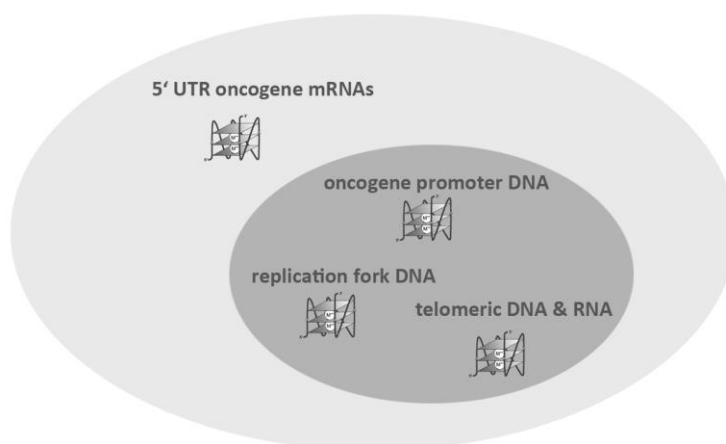 5‘ UTR oncogene mRNAs
oncogene promoter DNA
replication fork DNA
telomeric DNA & RNA